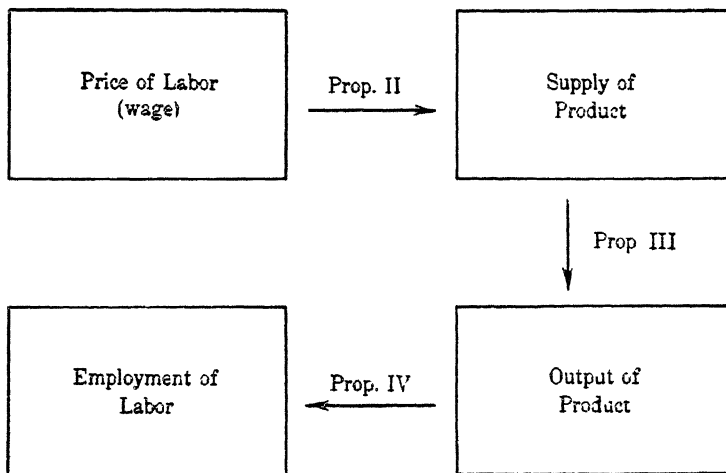 Price of Labor
(wage)
Prop. II
Supply of
Product
Prop III
Employment of
Labor
Prop. IV
Output of
Product